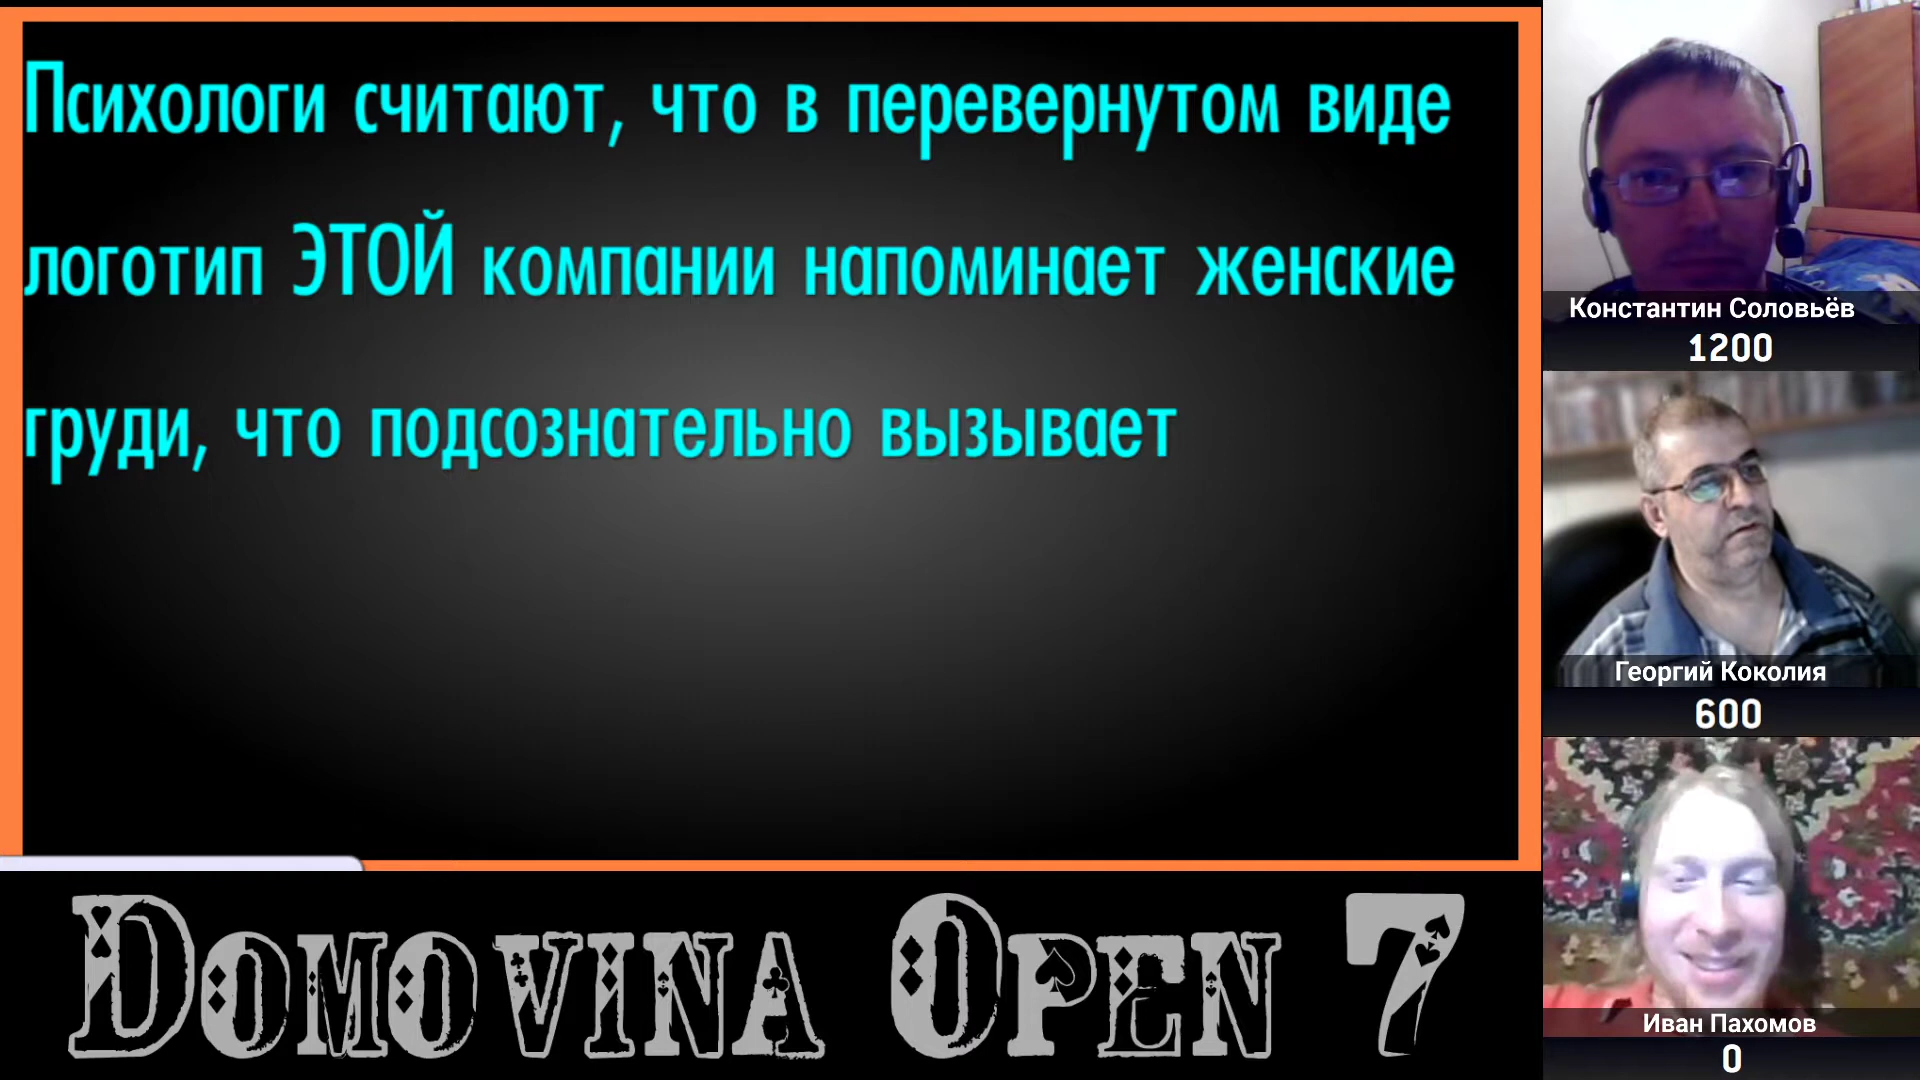 Психологи считают, что в перевернутом виде
логотип ЭТОЙ компании напоминает женские
груди, что подсознательно вызывает
Константин Соловьёв
1200
Георгий Коколия
600
Иван Пахомов
0
Domovina Open 7